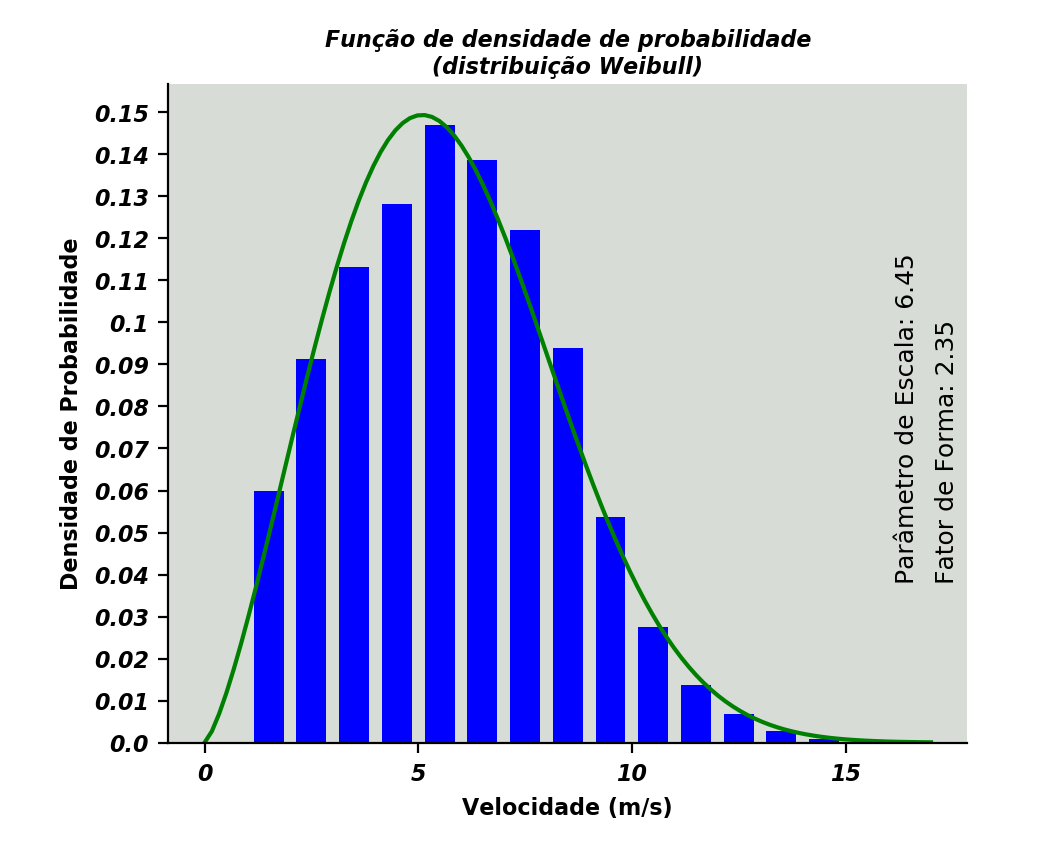 Função de densidade de probabilidade
(distribuição Weibull)
Densidade de Probabilidade
0.15
0.14
0.13
0.12
0.11
0.1
0.09
0.08
0.07
0.06
0.05
0.04
0.03
0.02
0.01
0.0
Parâmetro de Escala: 6.45
Fator de Forma: 2.35
0 5 10 15
Velocidade (m/s)